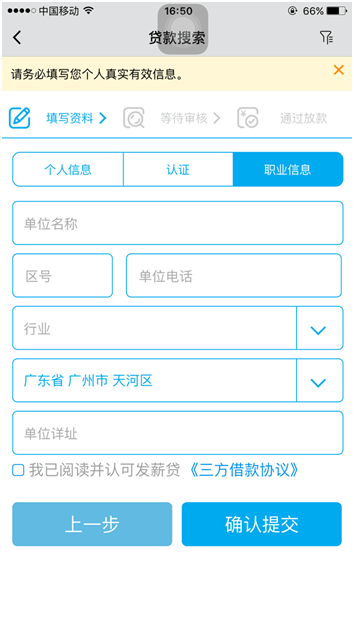 中国移动 16:50 66%
贷款搜索
请务必填写您个人真实有效信息。
填写资料 等待审核 通过放款
个人信息 认证 职业信息
单位名称
区号 单位电话
行业
广东省 广州市 天河区
单位详址
我已阅读并认可发薪贷《三方借款协议》
上一步 确认提交